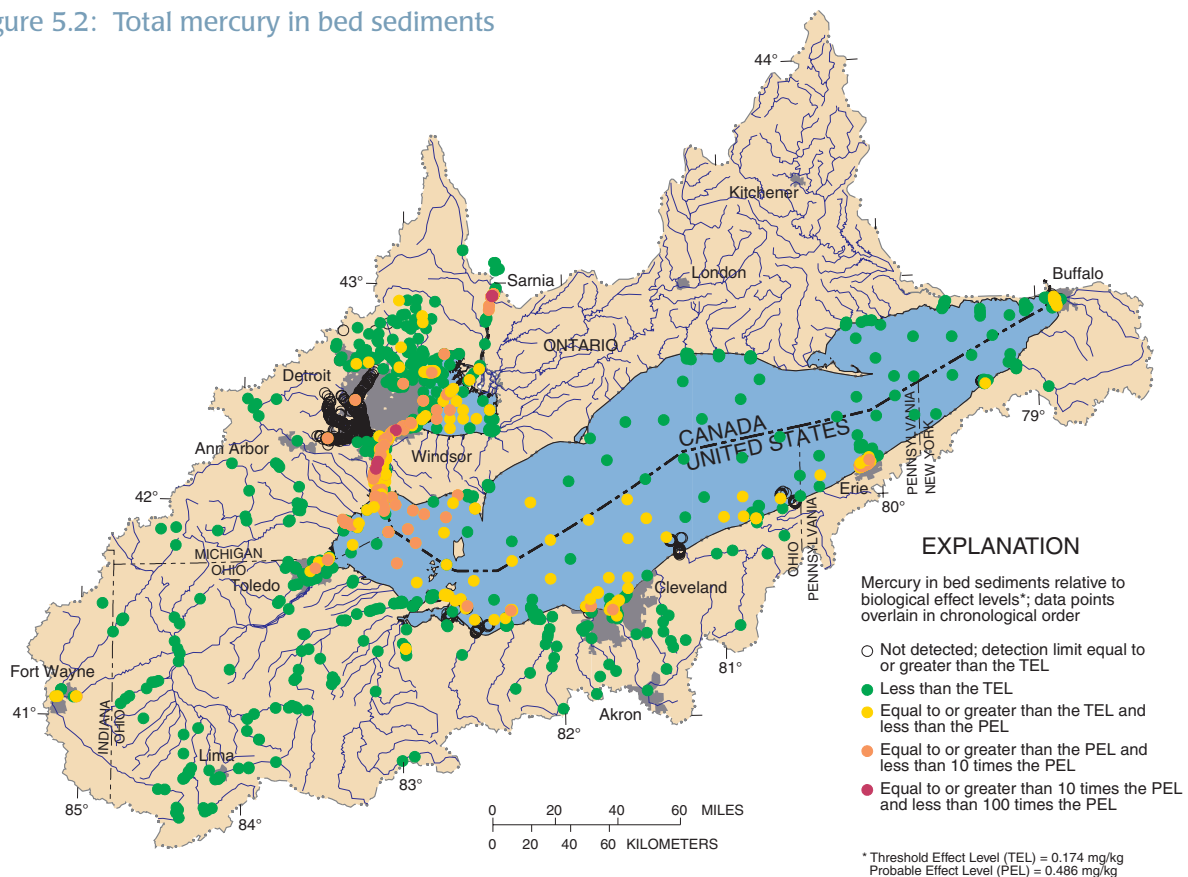 gure 5.2: Total mercury in bed sediments
44°
Kitchener
43°
Sarnia
London
Buffalo
ONTARIO
Detroit
79°
CANADA
UNITED STATES
PENNSYLVANIA
NEW YORK
Ann Arbor
Windsor
Erie
42°
80°
OHIO
PENNSYLVANIA
MICHIGAN
OHIO
Toledo
Cleveland
81°
Fort Wayne
41°
INDIANA
OHIO
Akron
82°
Lima
83°
85°
84°
0 20 40 60 MILES
0 20 40 60 KILOMETERS
EXPLANATION
Mercury in bed sediments relative to
biological effect levels*; data points
overlain in chronological order
Not detected; detection limit equal to
or greater than the TEL
Less than the TEL
Equal to or greater than the TEL and
less than the PEL
Equal to or greater than the PEL and
less than 10 times the PEL
Equal to or greater than 10 times the PEL
and less than 100 times the PEL
* Threshold Effect Level (TEL) = 0.174 mg/kg
Probable Effect Level (PEL) = 0.486 mg/kg